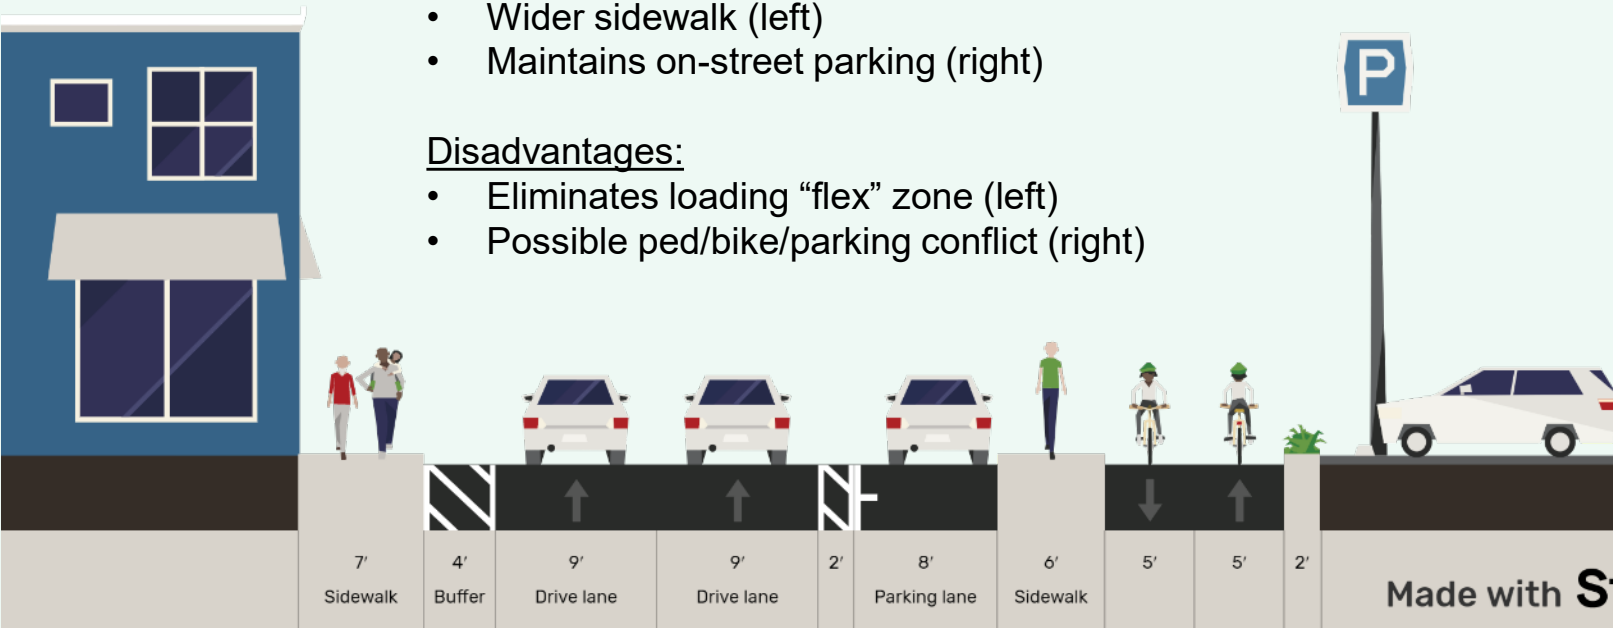 • Wider sidewalk (left)
• Maintains on-street parking (right)
Disadvantages:
• Eliminates loading “flex” zone (left)
• Possible ped/bike/parking conflict (right)
P
7′ 4′ 9′ 9′ 2′ 8′ 6′ 5′ 5′ 2′
Sidewalk Buffer Drive lane Drive lane Parking lane Sidewalk
Made with